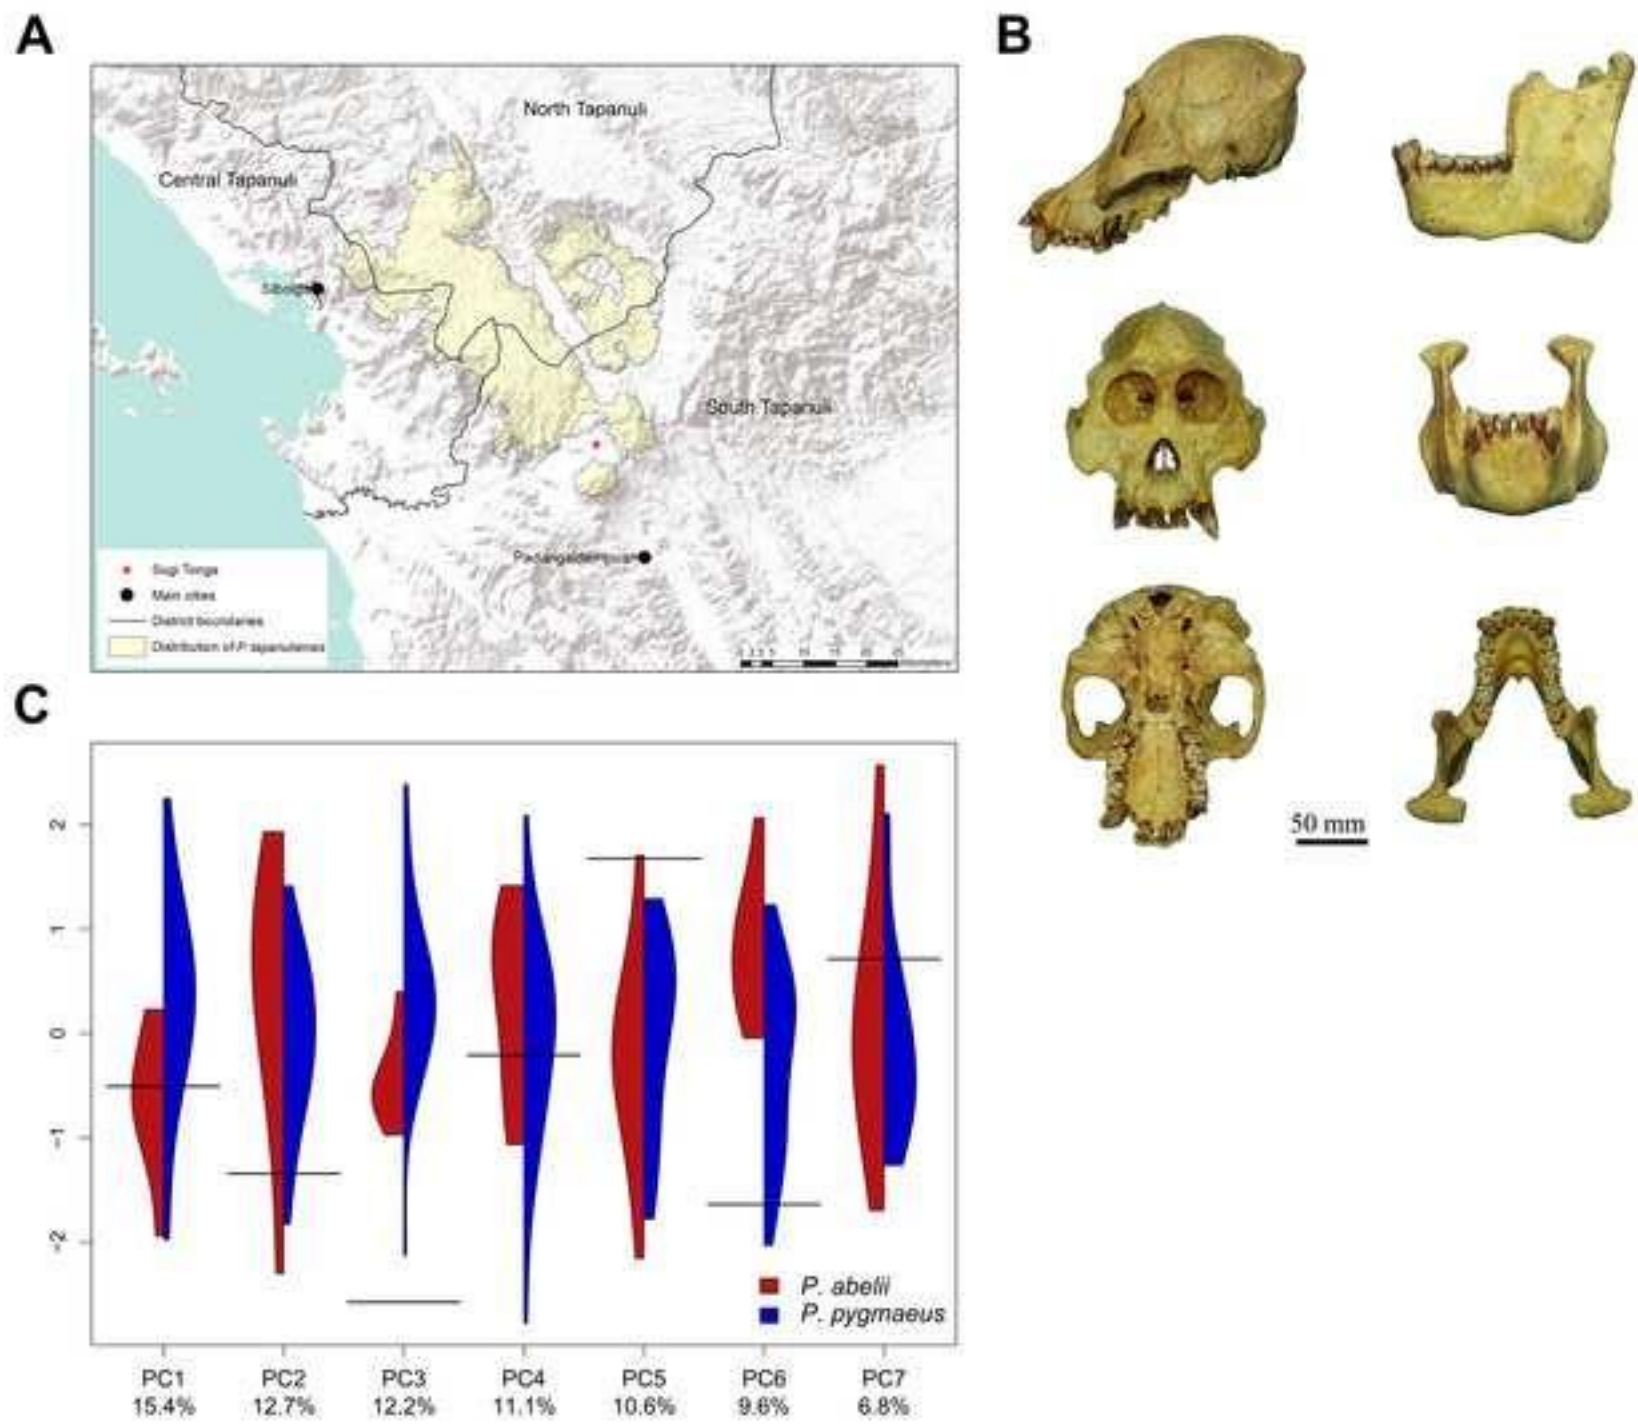 A
North Tapanuli
Central Tapanuli
Sibolga
South Tapanuli
Sugi Tonga
Main cities
District boundaries
Distribution of P. tapanuliensis
B
50 mm
C
2
1
0
-1
-2
P. abelii
P. pygmaeus
PC1 PC2 PC3 PC4 PC5 PC6 PC7
15.4% 12.7% 12.2% 11.1% 10.6% 9.6% 6.8%